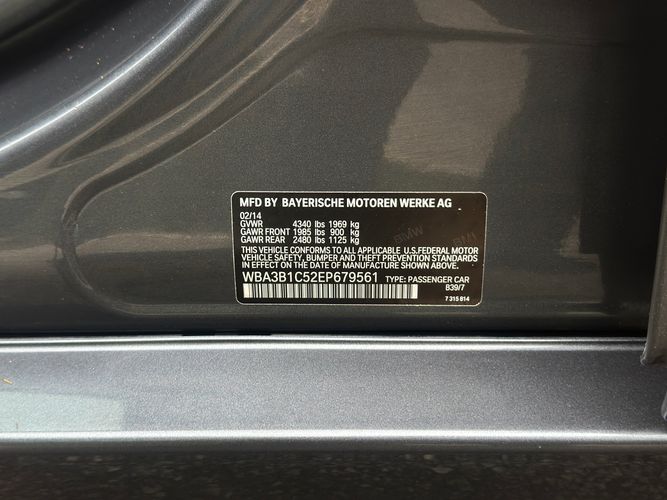 MFD BY BAYERISCHE MOTOREN WERKE AG
02/14
GVWR 4340 lbs 1969 kg
GAWR FRONT 1985 lbs 900 kg
GAWR REAR 2480 lbs 1125 kg
THIS VEHICLE CONFORMS TO ALL APPLICABLE U.S.FEDERAL MOTOR
VEHICLE SAFETY, BUMPER AND THEFT PREVENTION STANDARDS
IN EFFECT ON THE DATE OF MANUFACTURE SHOWN ABOVE.
WBA3B1C52EP679561 TYPE: PASSENGER CAR
B39/7
7 315 814